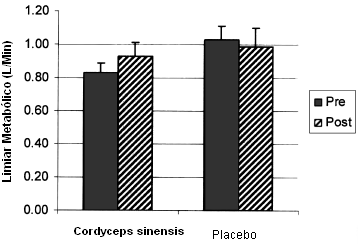 Limiar Metabólico (L/Min)
1.20
1.00
0.80
0.60
0.40
0.20
0.00
Cordyceps sinensis
Placebo
Pre
Post